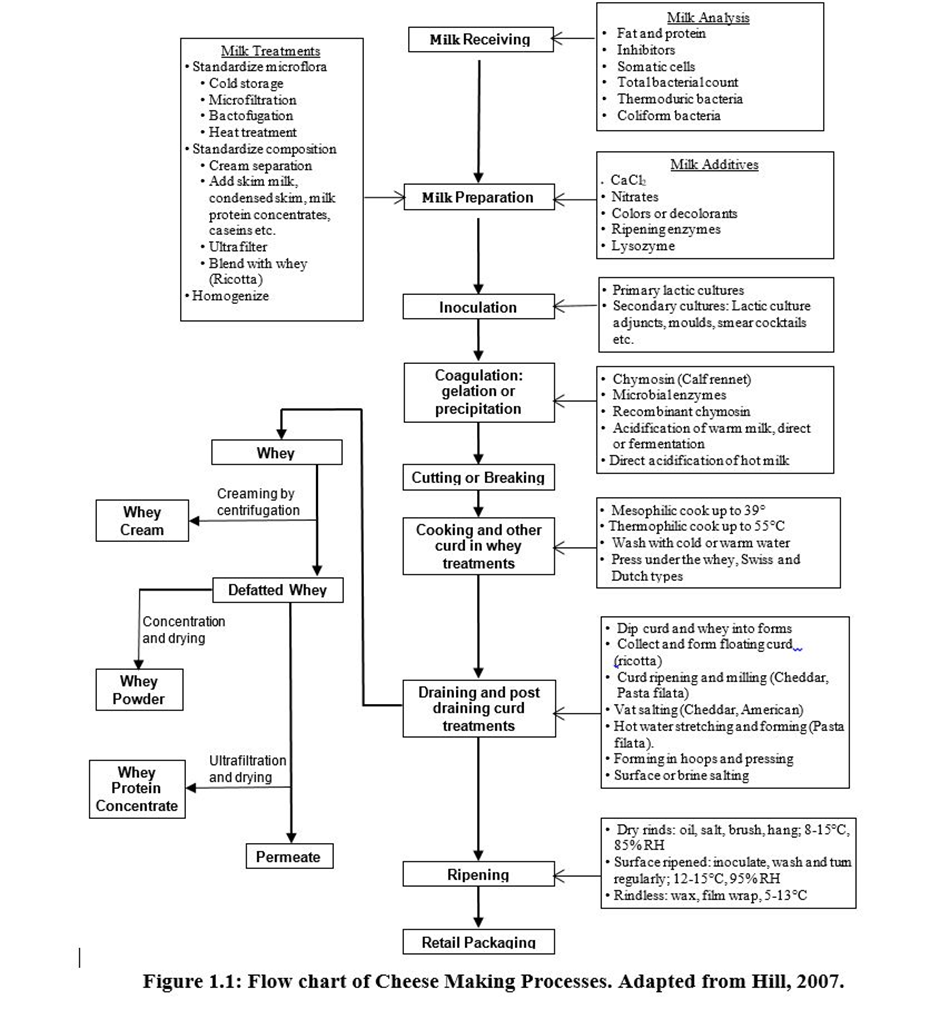 Milk Receiving
Milk Analysis
• Fat and protein
• Inhibitors
• Somatic cells
• Total bacterial count
• Thermoduric bacteria
• Coliform bacteria
Milk Treatments
• Standardize microflora
• Cold storage
• Microfiltration
• Bactofugation
• Heat treatment
• Standardize composition
• Cream separation
• Add skim milk,
condensed skim, milk
protein concentrates,
caseins etc.
• Ultrafilter
• Blend with whey
(Ricotta)
• Homogenize
Milk Preparation
Milk Additives
. CaCl₂
• Nitrates
• Colors or decolorants
• Ripening enzymes
• Lysozyme
Inoculation
• Primary lactic cultures
• Secondary cultures: Lactic culture
adjuncts, moulds, smear cocktails
etc.
Coagulation:
gelation or
precipitation
• Chymosin (Calf rennet)
• Microbial enzymes
• Recombinant chymosin
• Acidification of warm milk, direct
or fermentation
• Direct acidification of hot milk
Cutting or Breaking
Cooking and other
curd in whey
treatments
• Mesophilic cook up to 39°
• Thermophilic cook up to 55°C
• Wash with cold or warm water
• Press under the whey, Swiss and
Dutch types
Whey
Creaming by
centrifugation
Whey
Cream
Defatted Whey
Concentration
and drying
Whey
Powder
Ultrafiltration
and drying
Whey
Protein
Concentrate
Permeate
Draining and post
draining curd
treatments
• Dip curd and whey into forms
• Collect and form floating curd
(ricotta)
• Curd ripening and milling (Cheddar,
Pasta filata)
• Vat salting (Cheddar, American)
• Hot water stretching and forming (Pasta
filata).
• Forming in hoops and pressing
• Surface or brine salting
Ripening
• Dry rinds: oil, salt, brush, hang; 8-15°C,
85% RH
• Surface ripened: inoculate, wash and turn
regularly; 12-15°C, 95% RH
• Rindless: wax, film wrap, 5-13°C
Retail Packaging
Figure 1.1: Flow chart of Cheese Making Processes. Adapted from Hill, 2007.